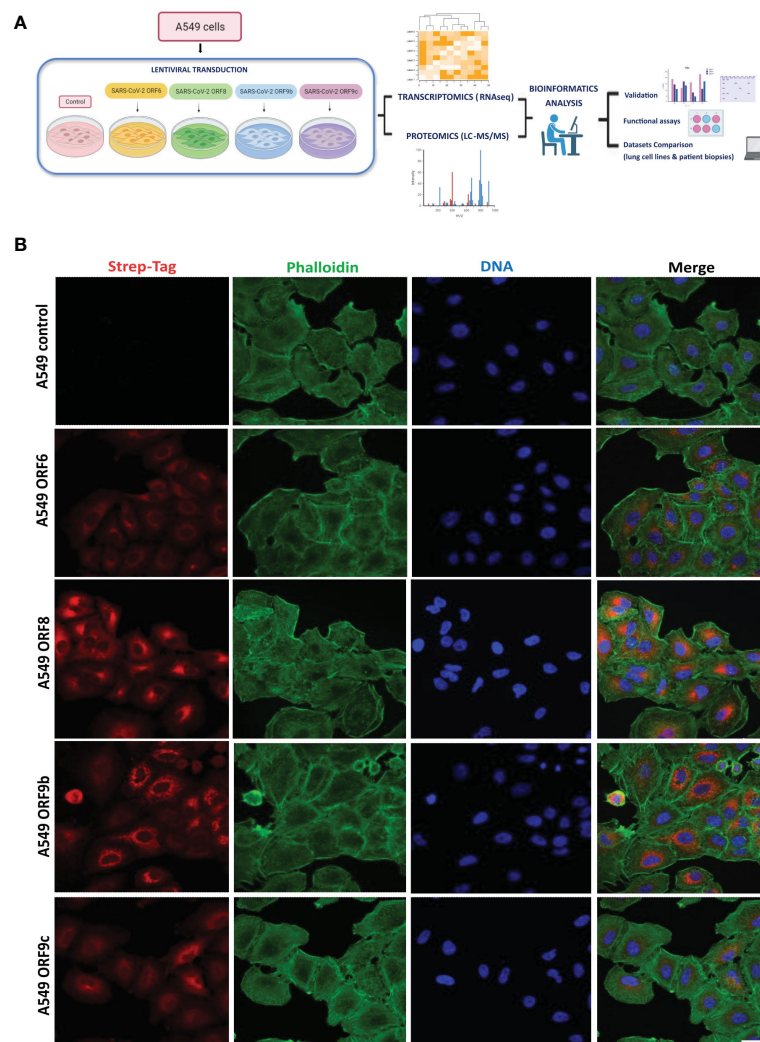 A
A549 cells
LENTIVIRAL TRANSDUCTION
Control
SARS-CoV-2 ORF6
SARS-CoV-2 ORF8
SARS-CoV-2 ORF9b
SARS-CoV-2 ORF9c
TRANSCRIPTOMICS (RNAseq)
PROTEOMICS (LC-MS/MS)
Intensity
m/z
BIOINFORMATICS
ANALYSIS
Validation
Functional assays
Datasets Comparison
(lung cell lines & patient biopsies)
B
Strep-Tag
Phalloidin
DNA
Merge
A549 control
A549 ORF6
A549 ORF8
A549 ORF9b
A549 ORF9c